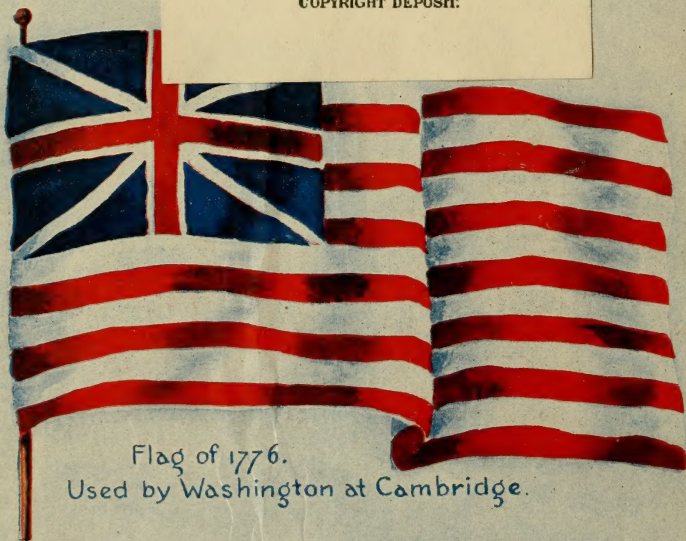 COPYRIGHT DEPOSIT.
Flag of 1776.
Used by Washington at Cambridge.